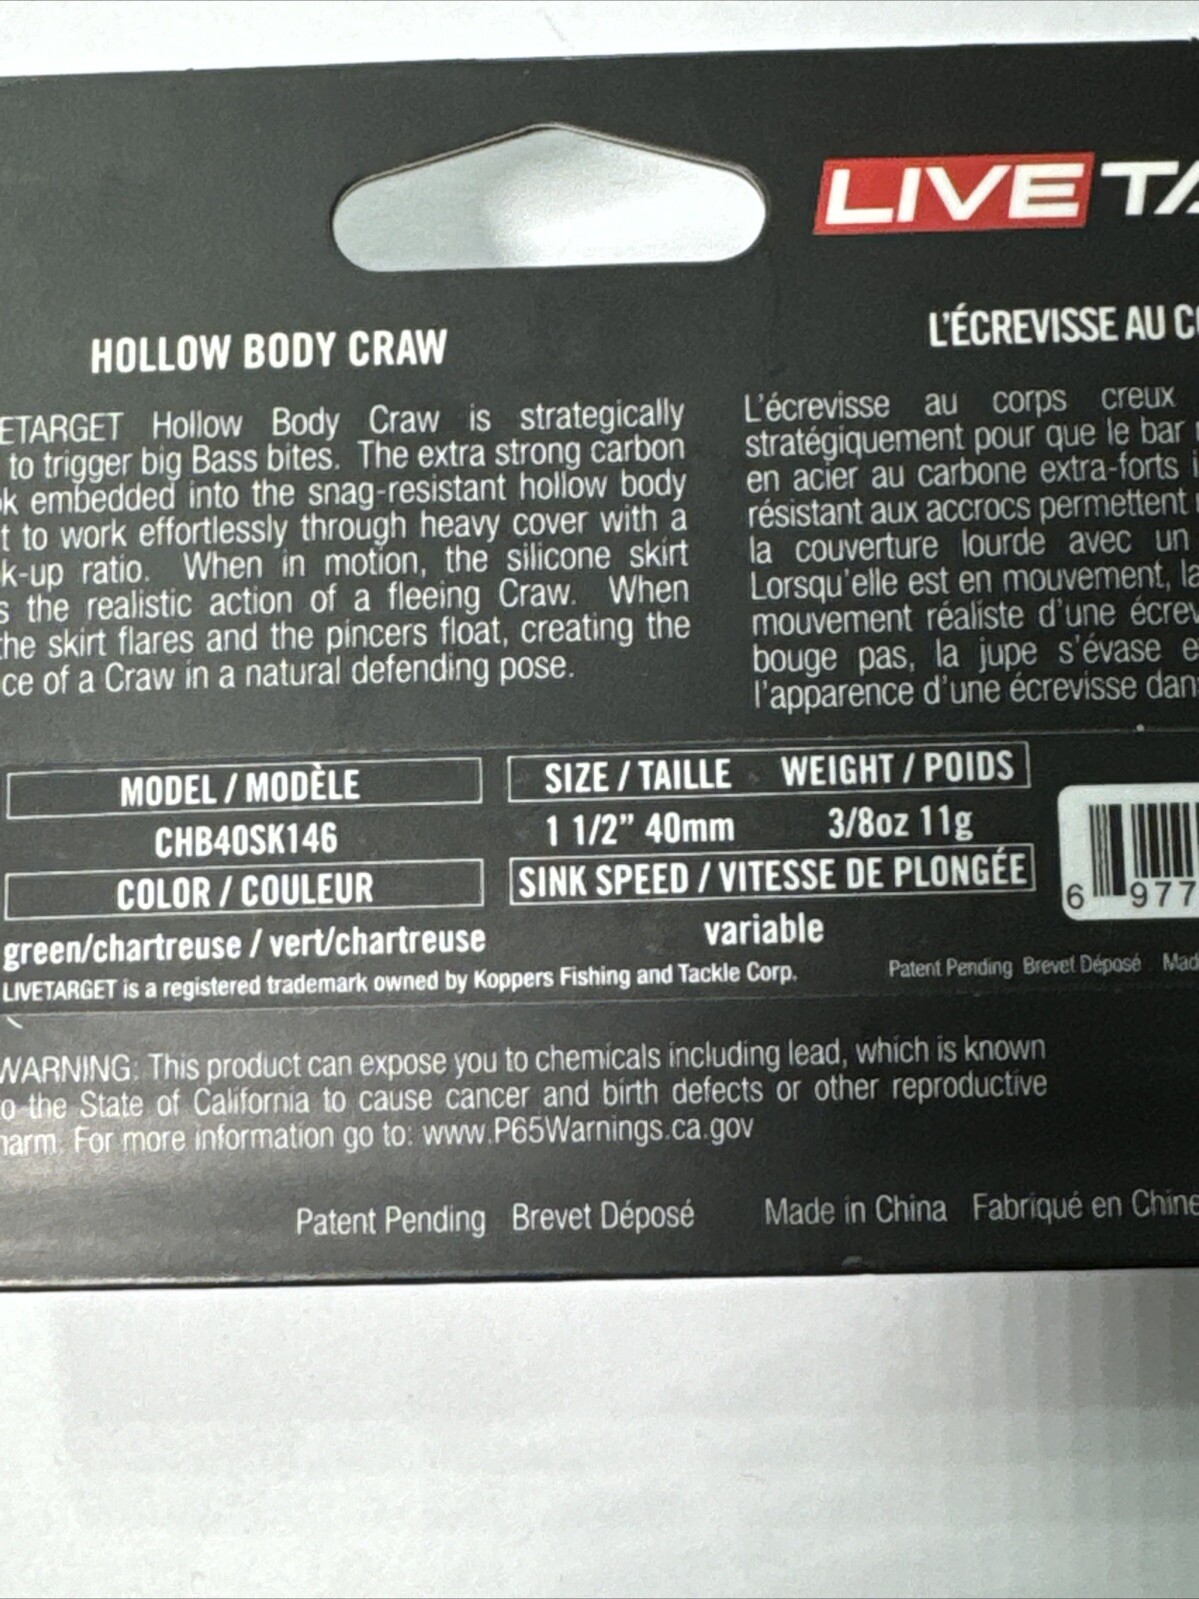 LIVE TA
HOLLOW BODY CRAW
ETARGET Hollow Body Craw is strategically
to trigger big Bass bites. The extra strong carbon
k embedded into the snag-resistant hollow body
t to work effortlessly through heavy cover with a
k-up ratio. When in motion, the silicone skirt
s the realistic action of a fleeing Craw. When
the skirt flares and the pincers float, creating the
ce of a Craw in a natural defending pose.
L'ÉCREVISSE AU C
L'écrevisse au corps creux
stratégiquement pour que le bar
en acier au carbone extra-forts
résistant aux accrocs permettent
la couverture lourde avec un
Lorsqu'elle est en mouvement, la
mouvement réaliste d'une écrev
bouge pas, la jupe s'évase e
l'apparence d'une écrevisse dans
MODEL / MODÈLE
CHB40SK146
COLOR / COULEUR
green/chartreuse / vert/chartreuse
SIZE / TAILLE WEIGHT / POIDS
1 1/2" 40mm 3/8oz 11g
SINK SPEED / VITESSE DE PLONGÉE
variable
6 977
LIVETARGET is a registered trademark owned by Koppers Fishing and Tackle Corp.
Patent Pending Brevet Déposé Mad
WARNING: This product can expose you to chemicals including lead, which is known
o the State of California to cause cancer and birth defects or other reproductive
harm. For more information go to: www.P65Warnings.ca.gov
Patent Pending Brevet Déposé Made in China Fabriqué en Chine